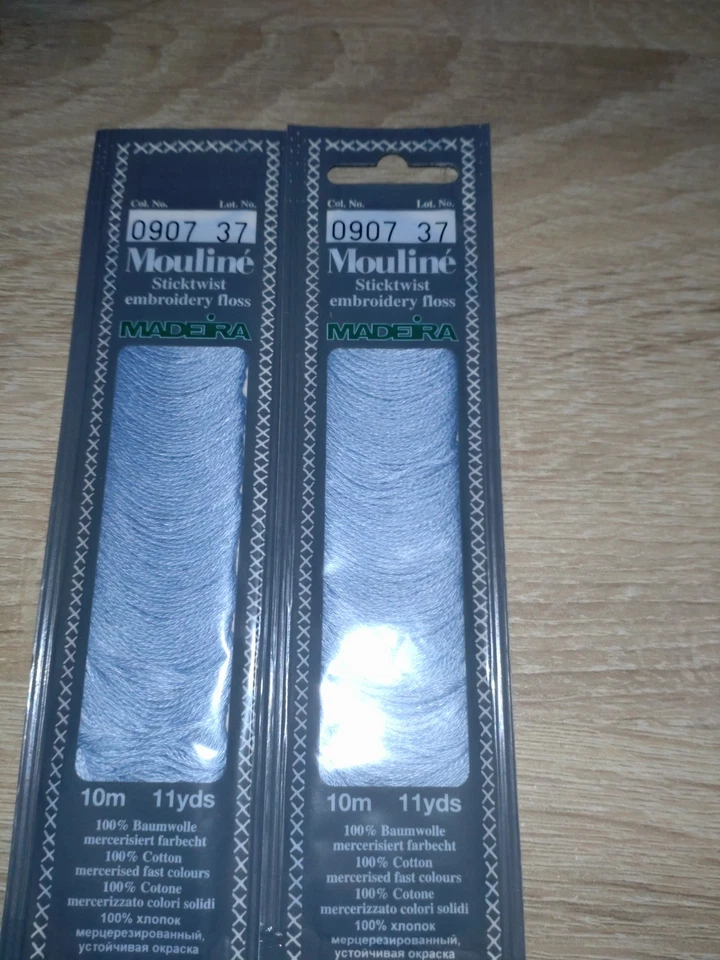 Col. No. Lot. No.
0907 37
Mouliné
Sticktwist
embroidery floss
MADEIRA
10m 11yds
100% Baumwolle
mercerisiert farbecht
100% Cotton
mercerised fast colours
100% Cotone
mercerizzato colori solidi
100% хлопок
мерцеризованный,
устойчивая окраска
Col. No. Lot. No.
0907 37
Mouliné
Sticktwist
embroidery floss
MADEIRA
10m 11yds
100% Baumwolle
mercerisiert farbecht
100% Cotton
mercerised fast colours
100% Cotone
mercerizzato colori solidi
100% хлопок
мерцерезированный,
устойчивая окраска